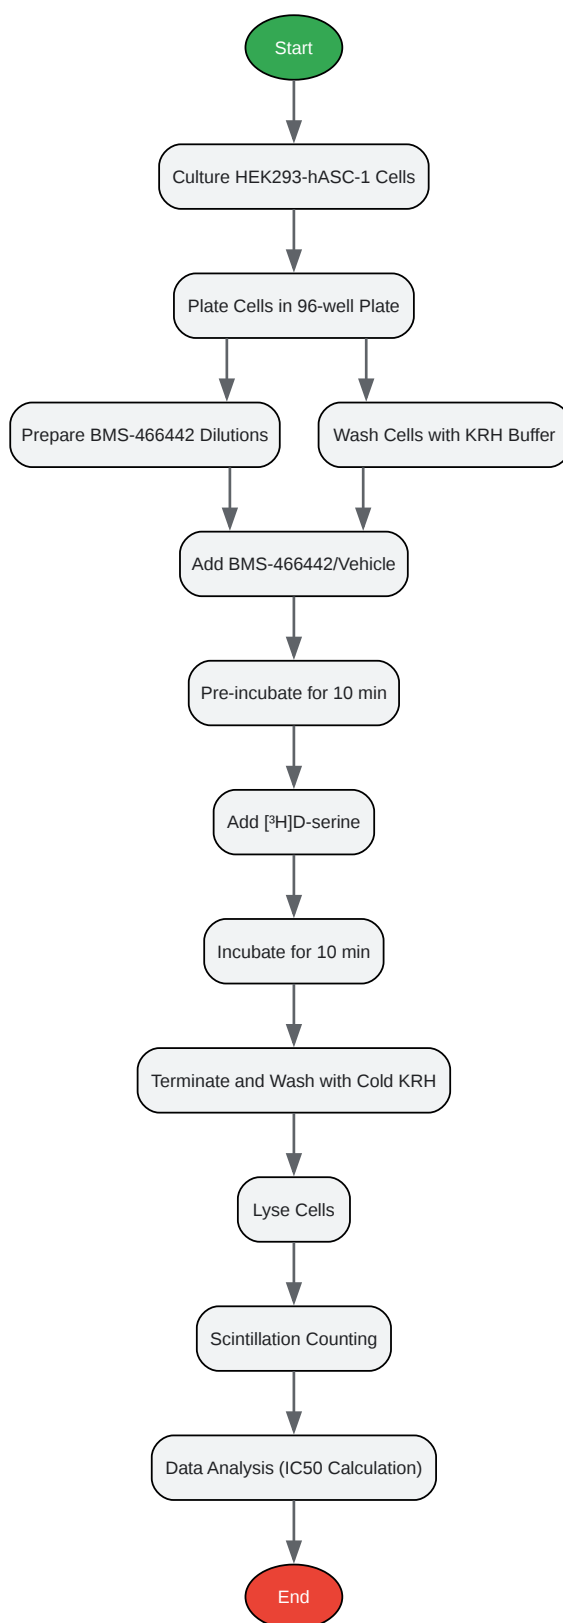 Start
Culture HEK293-hASC-1 Cells
Plate Cells in 96-well Plate
Prepare BMS-466442 Dilutions
Wash Cells with KRH Buffer
Add BMS-466442/Vehicle
Pre-incubate for 10 min
Add [³H]D-serine
Incubate for 10 min
Terminate and Wash with Cold KRH
Lyse Cells
Scintillation Counting
Data Analysis (IC50 Calculation)
End